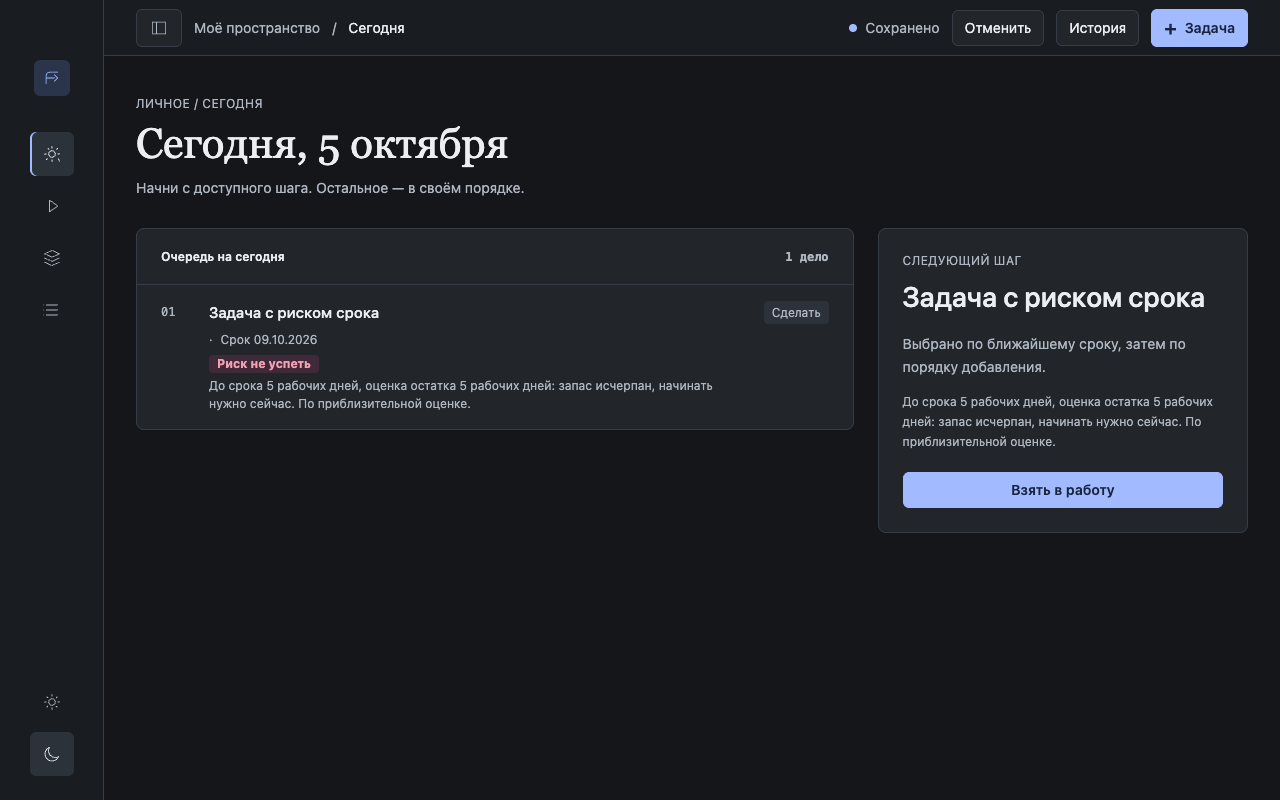 Моё пространство / Сегодня
Сохранено
Отменить
История
+ Задача
ЛИЧНОЕ / СЕГОДНЯ
Сегодня, 5 октября
Начни с доступного шага. Остальное — в своём порядке.
Очередь на сегодня
1 дело
01
Задача с риском срока
Сделать
· Срок 09.10.2026
Риск не успеть
До срока 5 рабочих дней, оценка остатка 5 рабочих дней: запас исчерпан, начинать
нужно сейчас. По приблизительной оценке.
СЛЕДУЮЩИЙ ШАГ
Задача с риском срока
Выбрано по ближайшему сроку, затем по
порядку добавления.
До срока 5 рабочих дней, оценка остатка 5 рабочих
дней: запас исчерпан, начинать нужно сейчас. По
приблизительной оценке.
Взять в работу